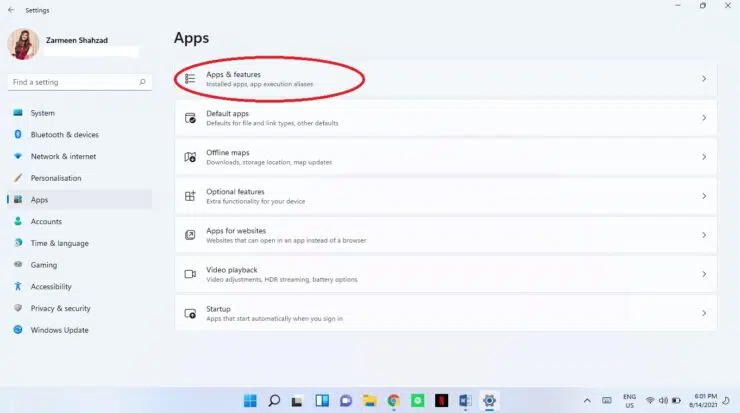 Settings
Zarmeen Shahzad
Find a setting
System
Bluetooth & devices
Network & internet
Personalisation
Apps
Accounts
Time & language
Gaming
Accessibility
Privacy & security
Windows Update
Apps
Apps & features
Installed apps, app execution aliases
Default apps
Defaults for file and link types, other defaults
Offline maps
Downloads, storage location, map updates
Optional features
Extra functionality for your device
Apps for websites
Websites that can open in an app instead of a browser
Video playback
Video adjustments, HDR streaming, battery options
Startup
Apps that start automatically when you sign in
ENG
US
6:01 PM
8/14/2021